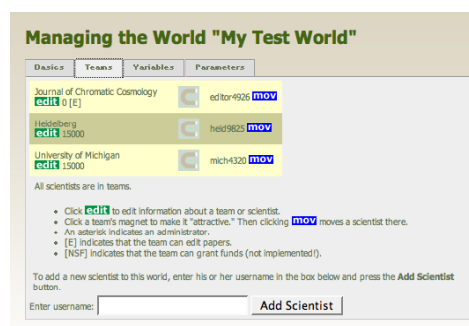 Managing the World "My Test World"
Basics Teams Variables Parameters
Journal of Chromatic Cosmology
edit 0 [E] editor4926 mov
Heidelberg
edit 15000 heid9825 mov
University of Michigan
edit 15000 mich4320 mov
All scientists are in teams.
Click edit to edit information about a team or scientist.
Click a team's magnet to make it "attractive." Then clicking mov moves a scientist there.
An asterisk indicates an administrator.
[E] indicates that the team can edit papers.
[NSF] indicates that the team can grant funds (not implemented!).
To add a new scientist to this world, enter his or her username in the box below and press the Add Scientist
button.
Enter username: Add Scientist